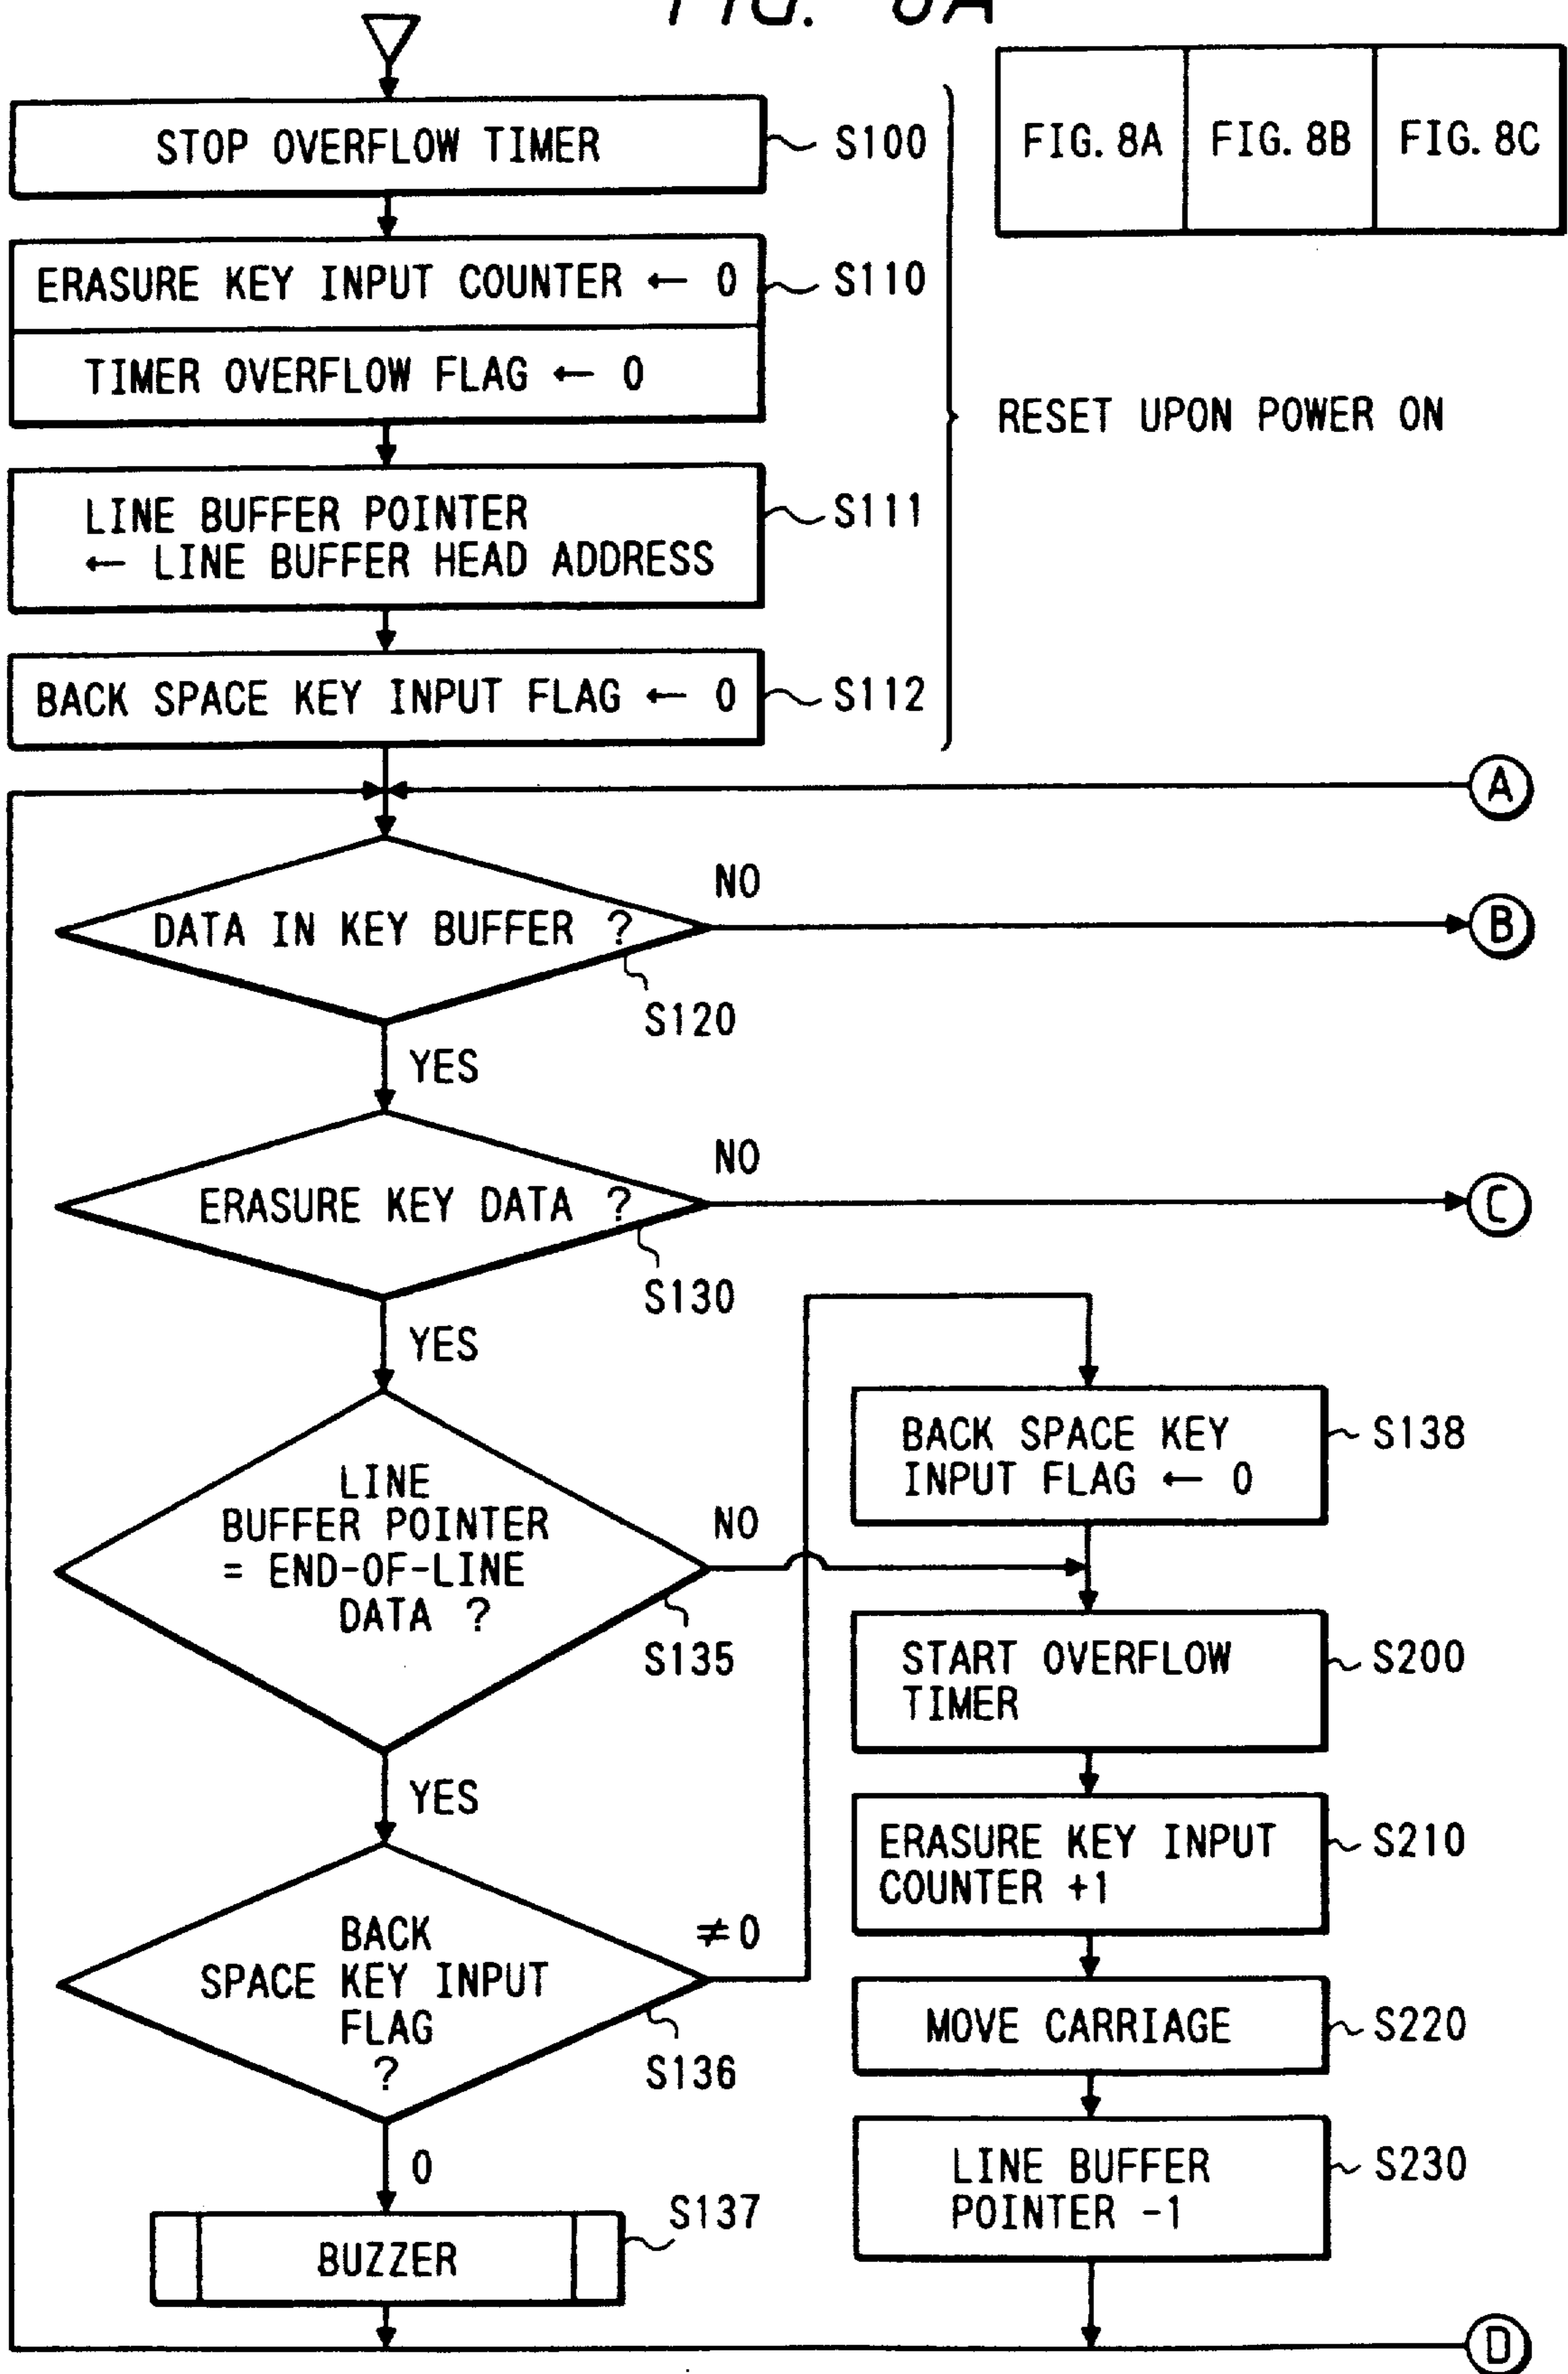 FIG. 8A
FIG. 8A
FIG. 8B
FIG. 8C
STOP OVERFLOW TIMER
S100
ERASURE KEY INPUT COUNTER ← 0
S110
TIMER OVERFLOW FLAG ← 0
RESET UPON POWER ON
LINE BUFFER POINTER
← LINE BUFFER HEAD ADDRESS
S111
BACK SPACE KEY INPUT FLAG ← 0
S112
A
DATA IN KEY BUFFER ?
NO
B
S120
YES
ERASURE KEY DATA ?
NO
C
S130
YES
LINE
BUFFER POINTER
= END-OF-LINE
DATA ?
NO
S135
YES
BACK
SPACE KEY INPUT
FLAG
?
≠0
S136
0
BUZZER
S137
BACK SPACE KEY
INPUT FLAG ← 0
S138
START OVERFLOW
TIMER
S200
ERASURE KEY INPUT
COUNTER +1
S210
MOVE CARRIAGE
S220
LINE BUFFER
POINTER -1
S230
D